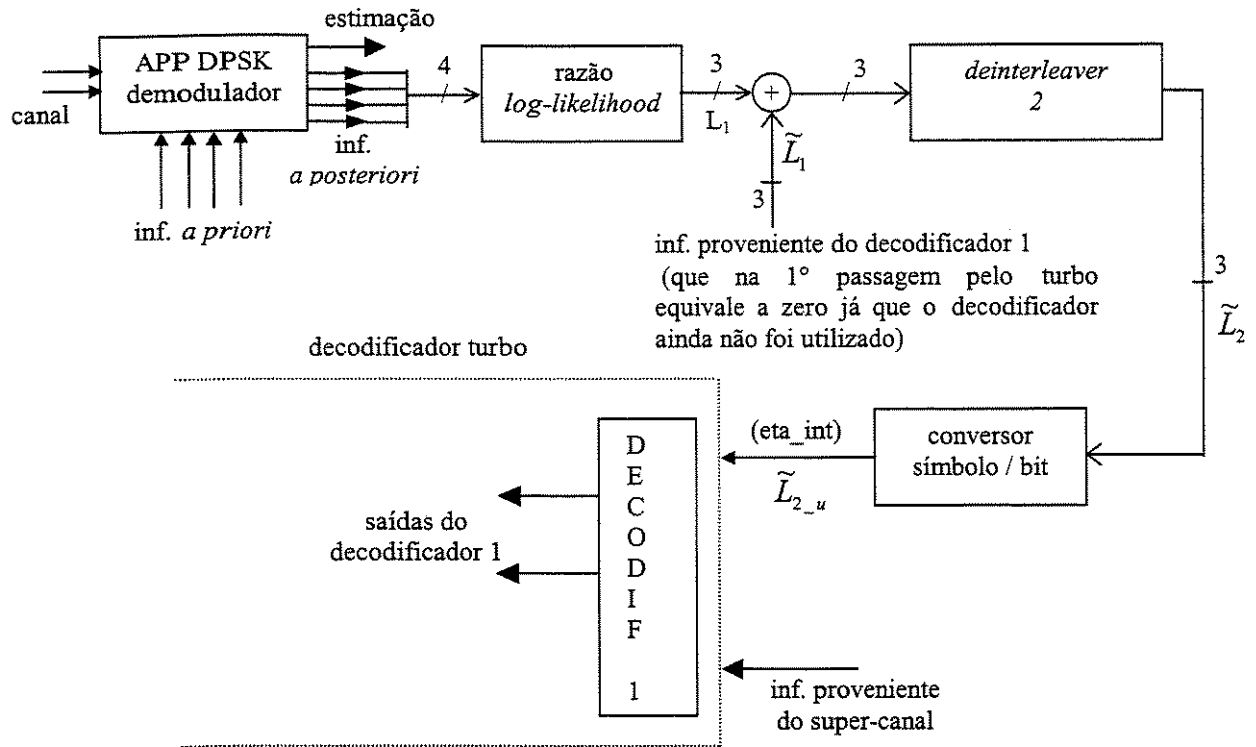 estimação
APP DPSK
demodulador
canal
inf. a priori
inf.
a posteriori
4
razão
log-likelihood
3
L₁
+
3
L̃₁
3
deinterleaver
2
inf. proveniente do decodificador 1
(que na 1° passagem pelo turbo
equivale a zero já que o decodificador
ainda não foi utilizado)
3
L̃₂
decodificador turbo
(eta_int)
L̃₂_ᵤ
conversor
símbolo / bit
D
E
C
O
D
I
F
1
saídas do
decodificador 1
inf. proveniente
do super-canal